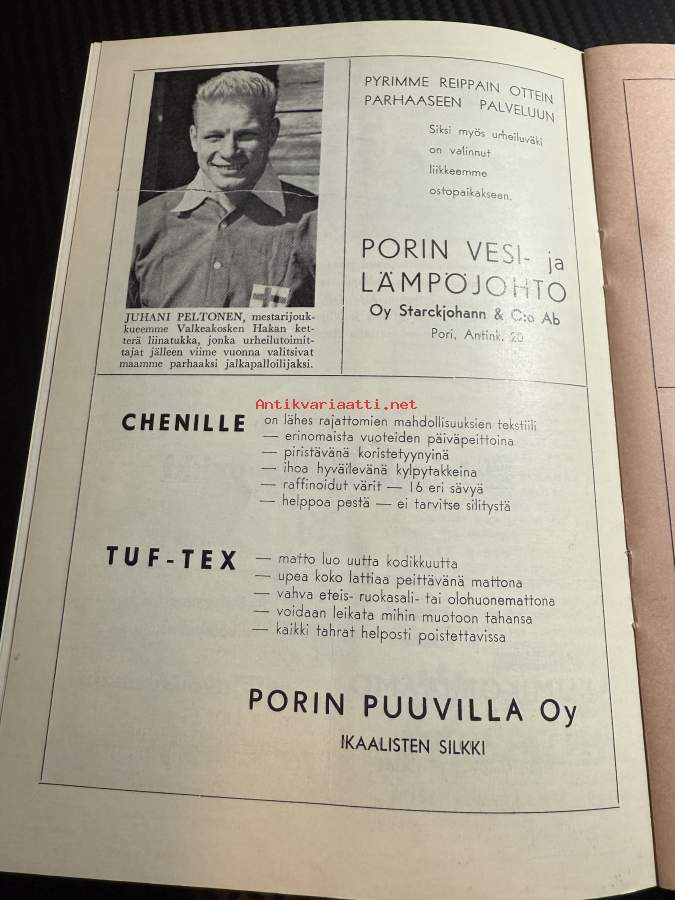 JUHANI PELTONEN, mestarijouk-
kueemme Valkeakosken Hakan ket-
terä liinatukka, jonka urheilutoimit-
tajat jälleen viime vuonna valitsivat
maamme parhaaksi jalkapalloilijaksi.
PYRIMME REIPPAIN OTTEIN
PARHAASEEN PALVELUUN
Siksi myös urheiluväki
on valinnut
liikkeemme
ostopaikakseen.
PORIN VESI- ja
LÄMPÖJOHTO
Oy Starckjohann & C:o Ab
Pori, Antink. 20
Antikvariaatti.net
CHENILLE on lähes rajattomien mahdollisuuksien tekstiili
— erinomaista vuoteiden päiväpeittoina
— piristävänä koristetyynyinä
— ihoa hyväilevänä kylpytakkeina
— raffinoidut värit — 16 eri sävyä
— helppoa pestä — ei tarvitse silitystä
TUF-TEX — matto luo uutta kodikkuutta
— upea koko lattiaa peittävänä mattona
— vahva eteis- ruokasali- tai olohuonemattona
— voidaan leikata mihin muotoon tahansa
— kaikki tahrat helposti poistettavissa
PORIN PUUVILLA Oy
IKAALISTEN SILKKI